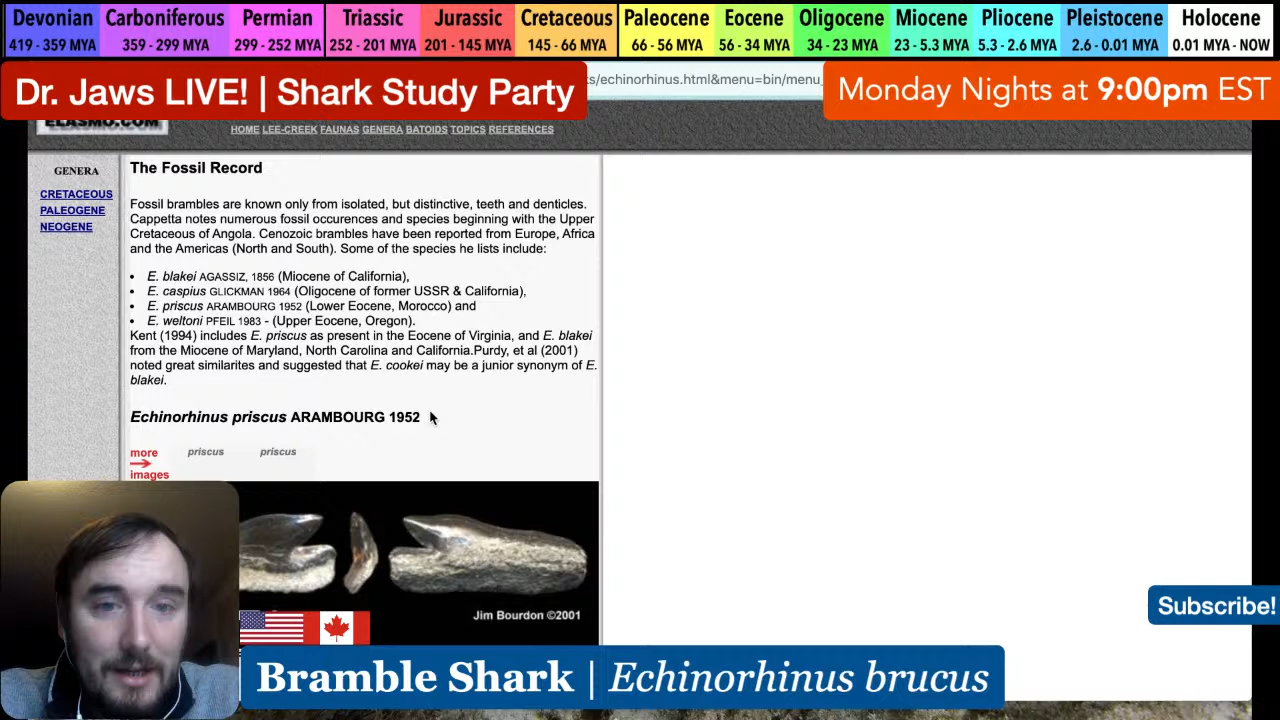 Devonian Carboniferous Permian Triassic Jurassic Cretaceous Paleocene Eocene Oligocene Miocene Pliocene Pleistocene Holocene
419 - 359 MYA 359 - 299 MYA 299 - 252 MYA 252 - 201 MYA 201 - 145 MYA 145 - 66 MYA 66 - 56 MYA 56 - 34 MYA 34 - 23 MYA 23 - 5.3 MYA 5.3 - 2.6 MYA 2.6 - 0.01 MYA 0.01 MYA - NOW
Dr. Jaws LIVE! | Shark Study Party
s/echinorhinus.html&menu=bin/menu_
Monday Nights at 9:00pm EST
ELASMO.COM
HOME LEE-CREEK FAUNAS GENERA BATOIDS TOPICS REFERENCES
GENERA
CRETACEOUS
PALEOGENE
NEOGENE
The Fossil Record
Fossil brambles are known only from isolated, but distinctive, teeth and denticles.
Cappetta notes numerous fossil occurences and species beginning with the Upper
Cretaceous of Angola. Cenozoic brambles have been reported from Europe, Africa
and the Americas (North and South). Some of the species he lists include:
• E. blakei AGASSIZ, 1856 (Miocene of California),
• E. caspius GLICKMAN 1964 (Oligocene of former USSR & California),
• E. priscus ARAMBOURG 1952 (Lower Eocene, Morocco) and
• E. weltoni PFEIL 1983 - (Upper Eocene, Oregon).
Kent (1994) includes E. priscus as present in the Eocene of Virginia, and E. blakei
from the Miocene of Maryland, North Carolina and California.Purdy, et al (2001)
noted great similarites and suggested that E. cookei may be a junior synonym of E.
blakei.
Echinorhinus priscus ARAMBOURG 1952
more
images
priscus priscus
Jim Bourdon ©2001
Subscribe!
Bramble Shark | Echinorhinus brucus